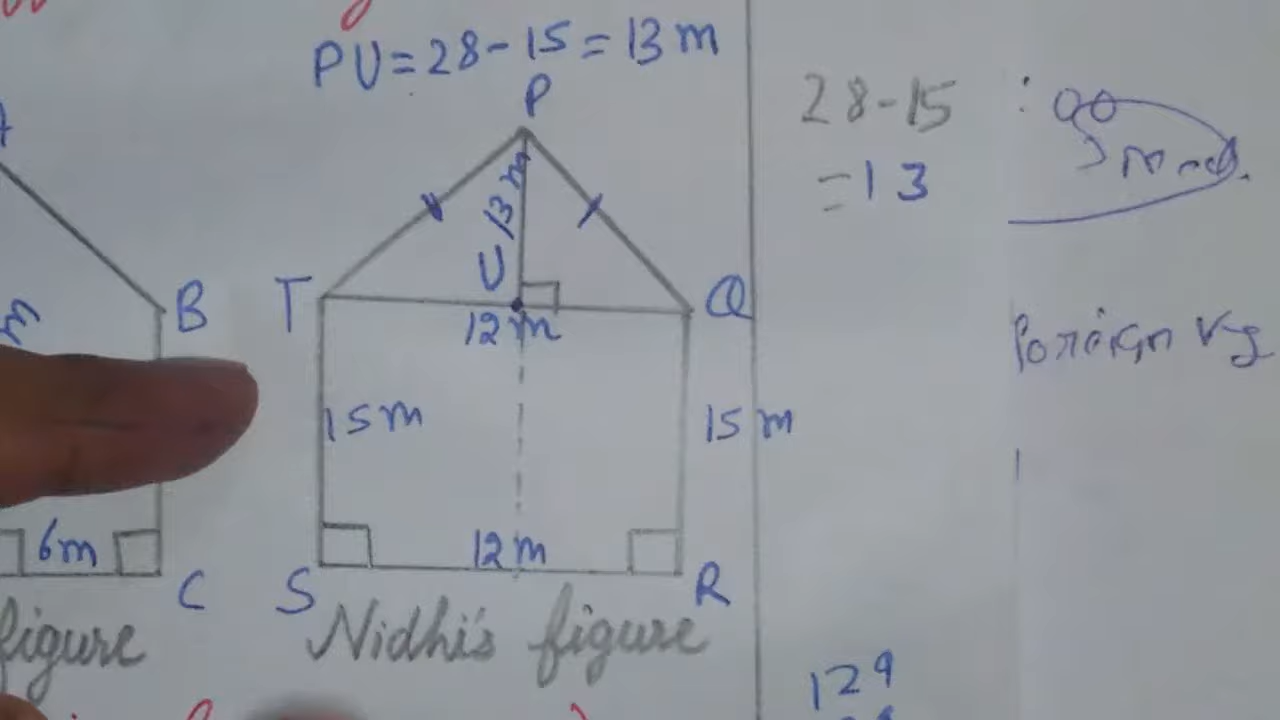 PU = 28 - 15 = 13 m
P
28-15
= 13
13 m
U
B
T
Q
12 m
15 m
15 m
6m
12 m
C
S
R
figure
Nidhi's figure
129